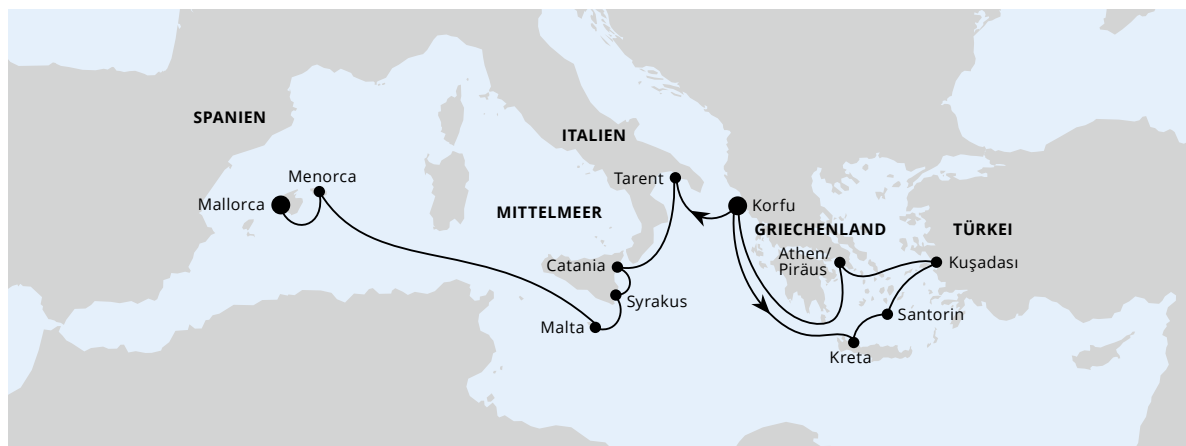 SPANIEN
ITALIEN
Menorca
Tarent
Mallorca
Korfu
MITTELMEER
GRIECHENLAND
TÜRKEI
Athen/
Piräus
Catania
Kuşadası
Syrakus
Santorin
Malta
Kreta